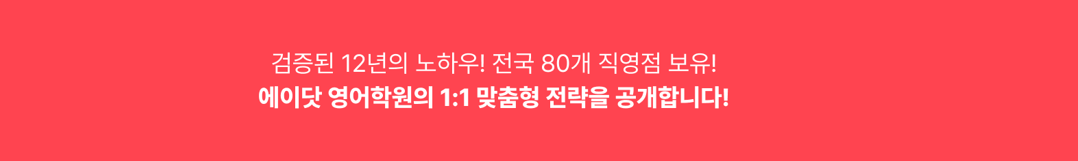 검증된 12년의 노하우! 전국 80개 직영점 보유!
에이닷 영어학원의 1:1 맞춤형 전략을 공개합니다!